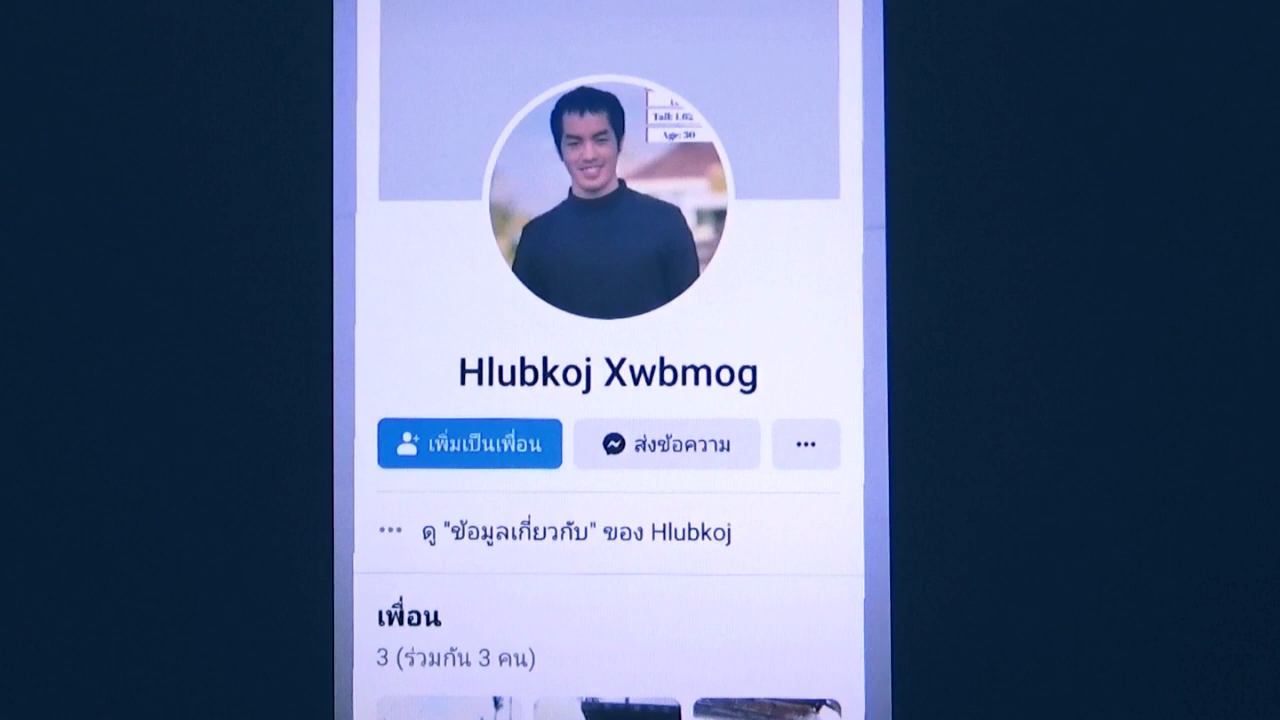 Tall: 1.62
Age: 30
Hlubkoj Xwbmog
เพิ่มเป็นเพื่อน
ส่งข้อความ
ดู "ข้อมูลเกี่ยวกับ" ของ Hlubkoj
เพื่อน
3 (ร่วมกัน 3 คน)